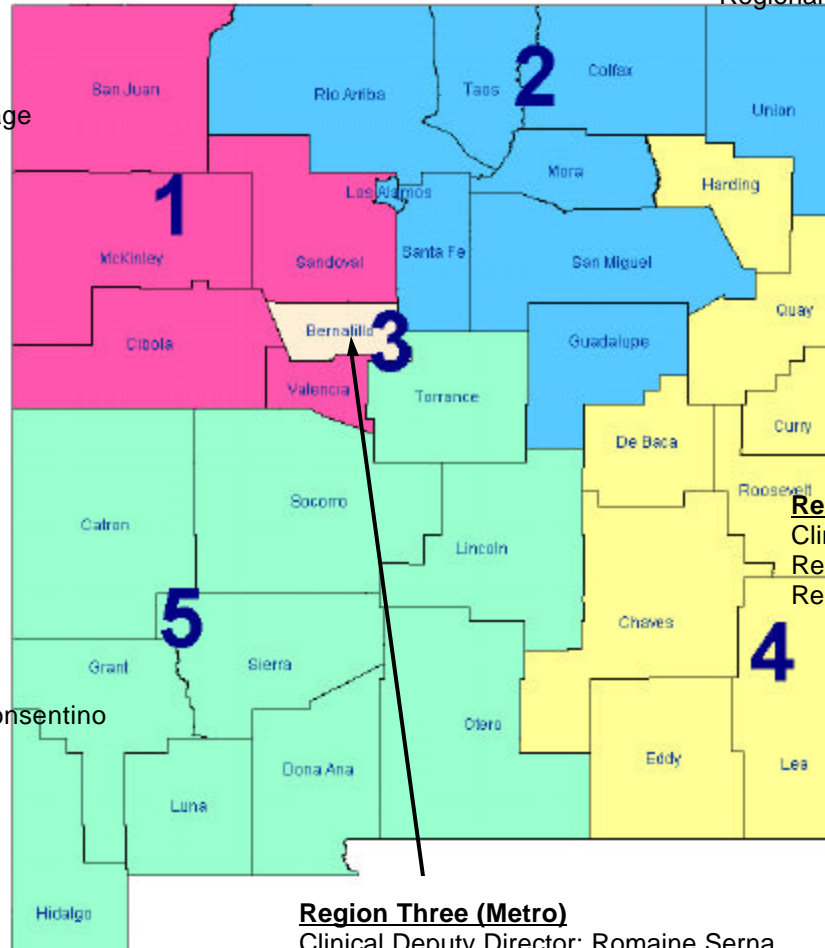 Regional
San Juan
Rio Arriba
Taos
2
Colfax
Union
age
Mora
Harding
1
Los Alamos
McKinley
Sandoval
Santa Fe
San Miguel
Quay
Cibola
Bernalillo
3
Guadalupe
Valencia
Torrance
Curry
De Baca
Roosevelt
Re
Clin
Re
Re
Catron
Socorro
Lincoln
5
Chaves
4
Grant
Sierra
onsentino
Otero
Eddy
Lea
Dona Ana
Luna
Hidalgo
Region Three (Metro)
Clinical Deputy Director: Romaine Serna